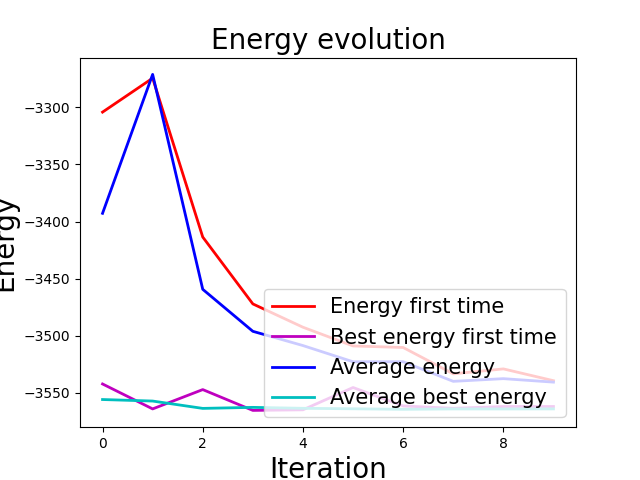 Energy evolution
Energy
−3300
−3350
−3400
−3450
−3500
−3550
Energy first time
Best energy first time
Average energy
Average best energy
0 2 4 6 8
Iteration